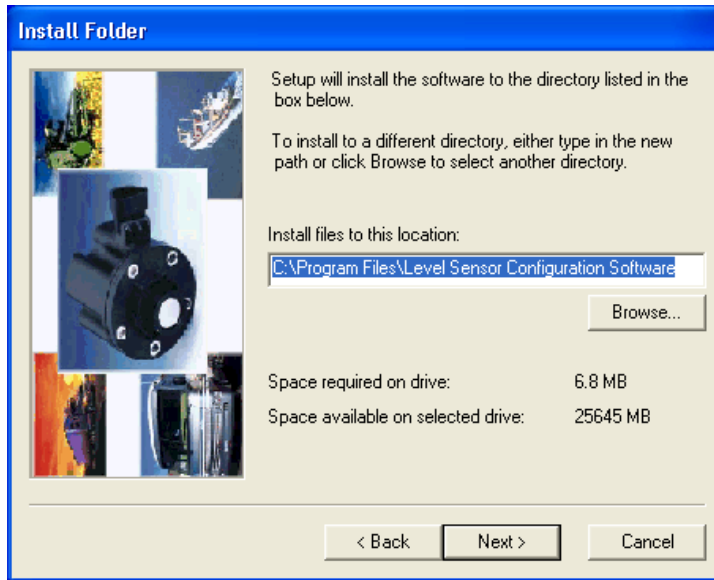 Install Folder
Setup will install the software to the directory listed in the
box below.
To install to a different directory, either type in the new
path or click Browse to select another directory.
Install files to this location:
C:\Program Files\Level Sensor Configuration Software
Browse...
Space required on drive: 6.8 MB
Space available on selected drive: 25645 MB
< Back Next > Cancel